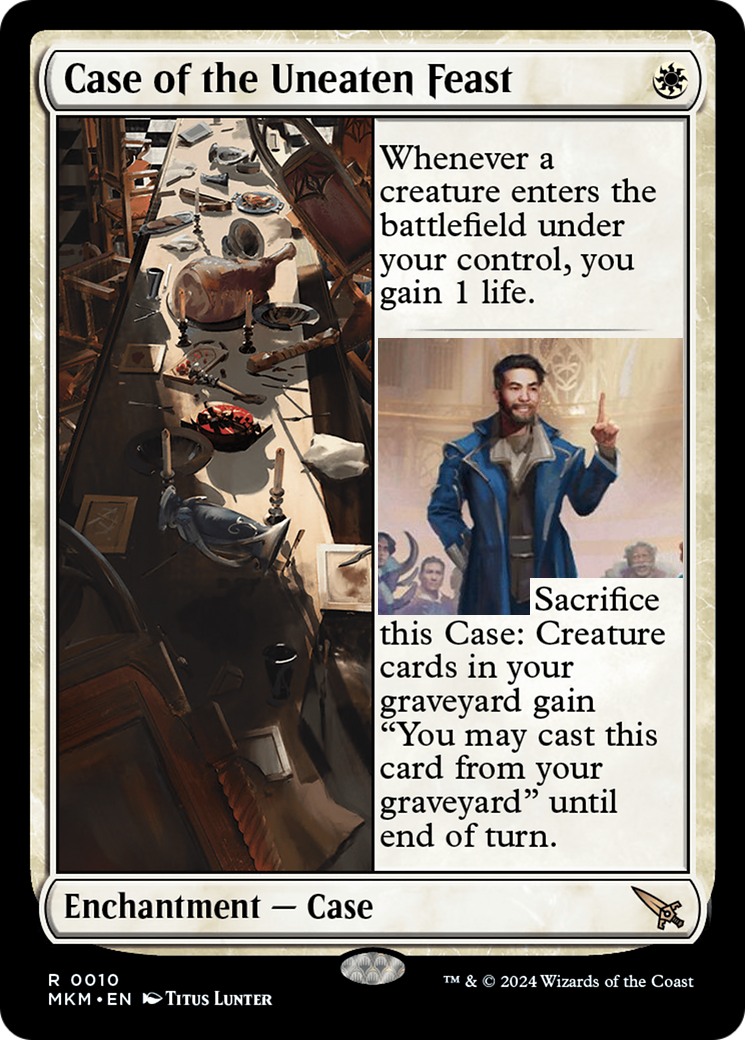 Case of the Uneaten Feast
Whenever a
creature enters the
battlefield under
your control, you
gain 1 life.
Sacrifice
this Case: Creature
cards in your
graveyard gain
“You may cast this
card from your
graveyard” until
end of turn.
Enchantment — Case
R 0010
MKM • EN Titus Lunter
™ & © 2024 Wizards of the Coast